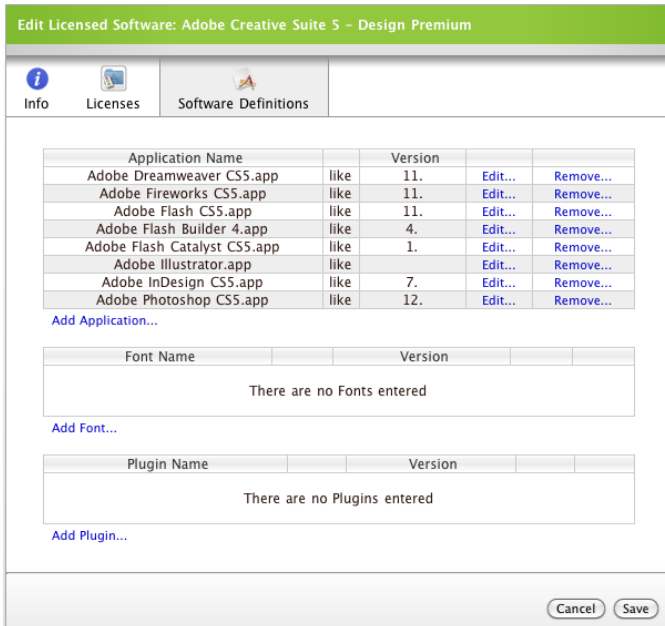 Edit Licensed Software: Adobe Creative Suite 5 – Design Premium
Info Licenses Software Definitions
Application Name Version
Adobe Dreamweaver CS5.app like 11. Edit... Remove...
Adobe Fireworks CS5.app like 11. Edit... Remove...
Adobe Flash CS5.app like 11. Edit... Remove...
Adobe Flash Builder 4.app like 4. Edit... Remove...
Adobe Flash Catalyst CS5.app like 1. Edit... Remove...
Adobe Illustrator.app like Edit... Remove...
Adobe InDesign CS5.app like 7. Edit... Remove...
Adobe Photoshop CS5.app like 12. Edit... Remove...
Add Application...
Font Name Version
There are no Fonts entered
Add Font...
Plugin Name Version
There are no Plugins entered
Add Plugin...
Cancel Save